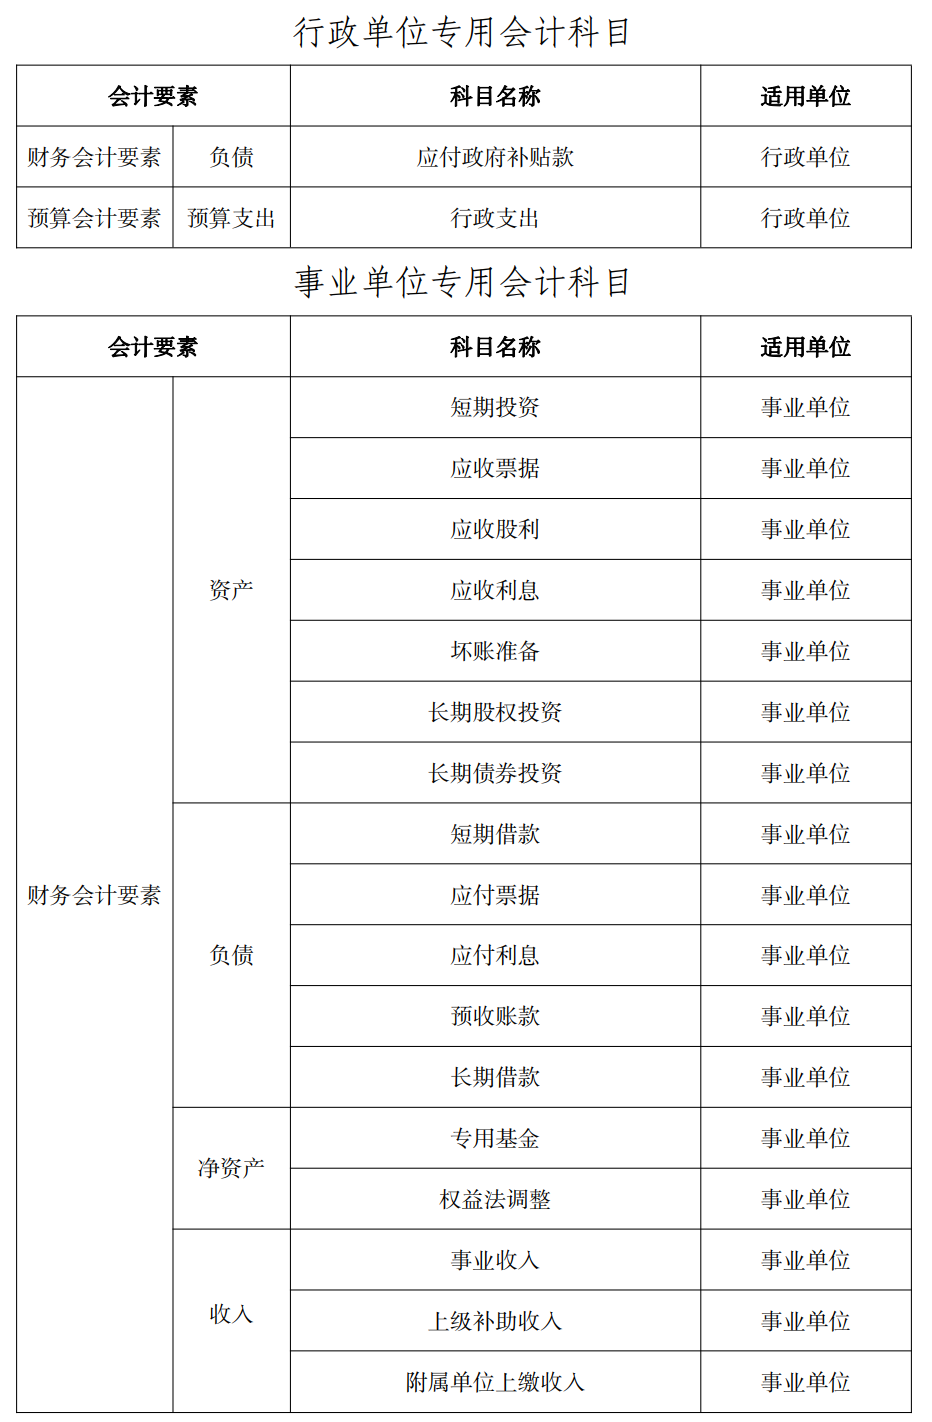 行政单位专用会计科目
会计要素 科目名称 适用单位
财务会计要素 负债 应付政府补贴款 行政单位
预算会计要素 预算支出 行政支出 行政单位
事业单位专用会计科目
会计要素 科目名称 适用单位
财务会计要素
资产
短期投资 事业单位
应收票据 事业单位
应收股利 事业单位
应收利息 事业单位
坏账准备 事业单位
长期股权投资 事业单位
长期债券投资 事业单位
负债
短期借款 事业单位
应付票据 事业单位
应付利息 事业单位
预收账款 事业单位
长期借款 事业单位
净资产
专用基金 事业单位
权益法调整 事业单位
收入
事业收入 事业单位
上级补助收入 事业单位
附属单位上缴收入 事业单位